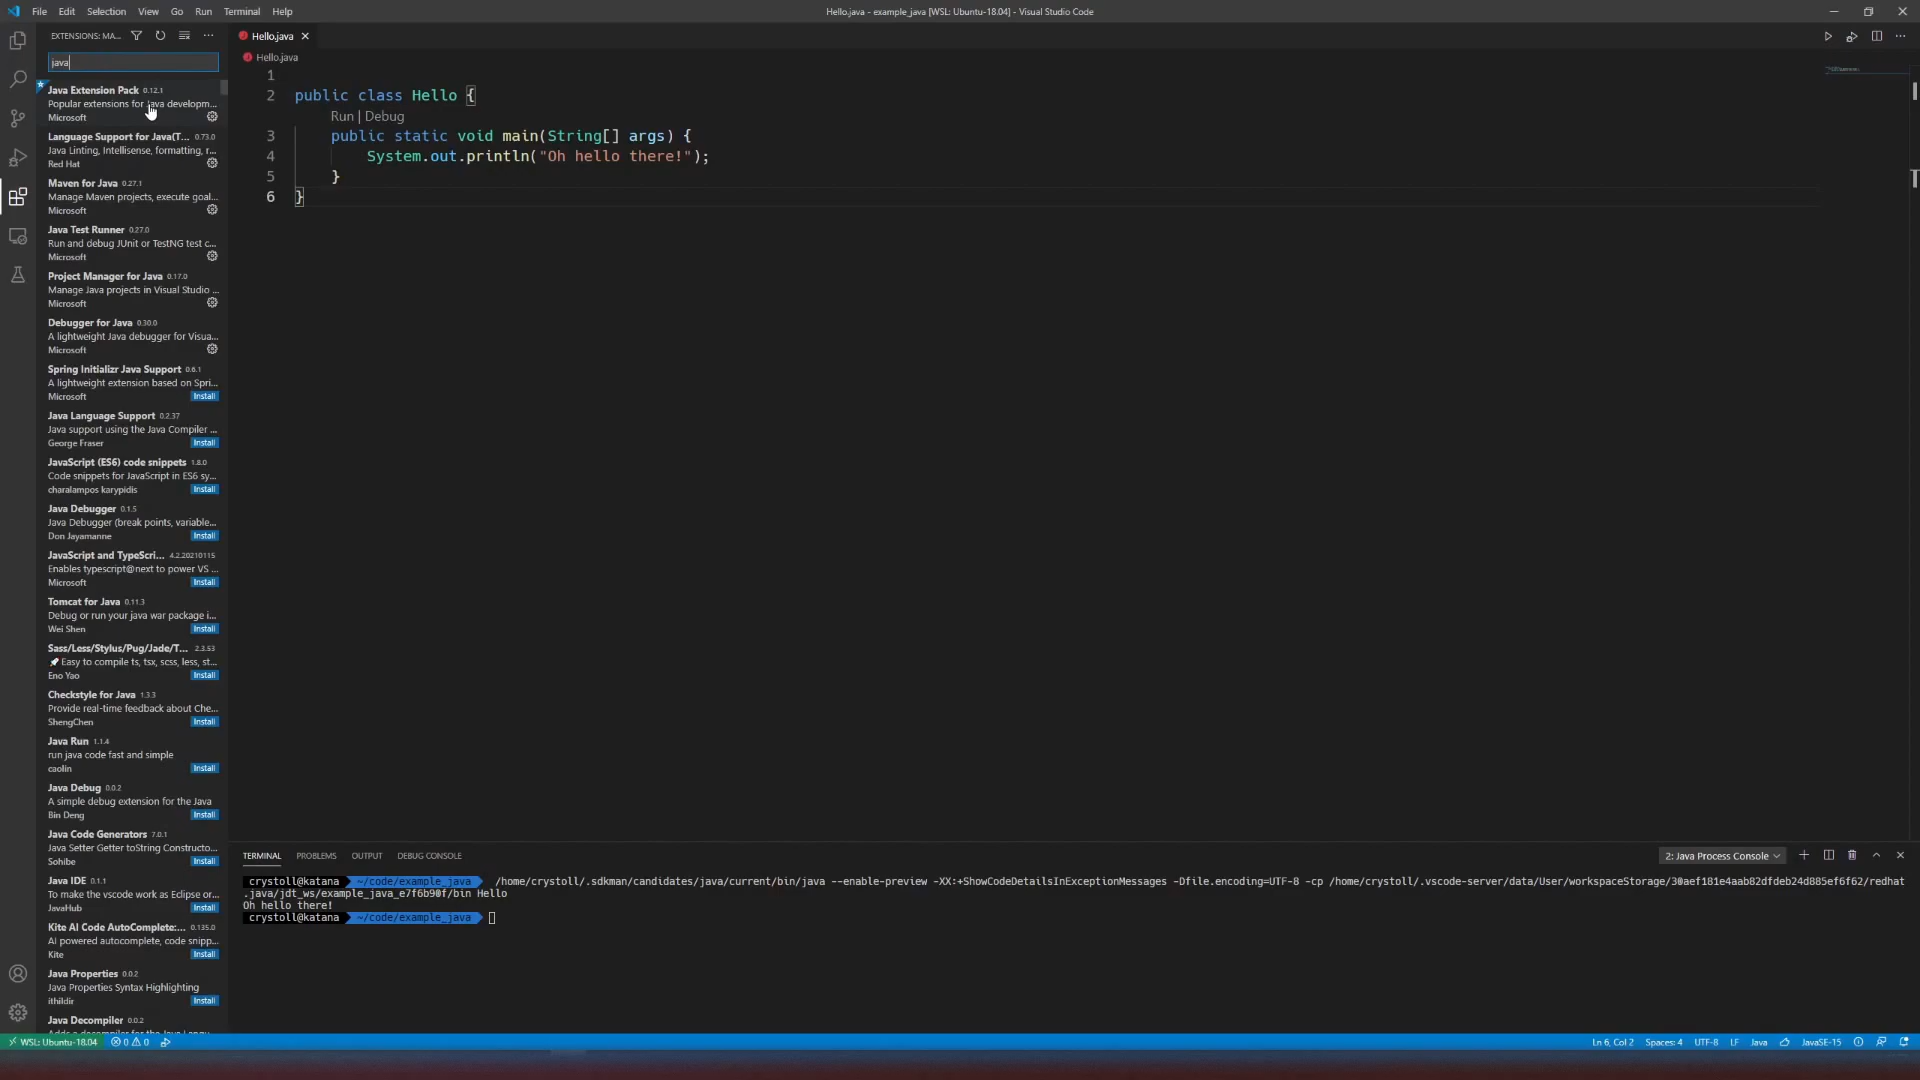 File Edit Selection View Go Run Terminal Help
Hello.java - example_java [WSL: Ubuntu-18.04] - Visual Studio Code
EXTENSIONS: MA...
java
Java Extension Pack 0.12.1
Popular extensions for Java developm...
Microsoft
Language Support for Java(T... 0.73.0
Java Linting, Intellisense, formatting, r...
Red Hat
Maven for Java 0.27.1
Manage Maven projects, execute goal...
Microsoft
Java Test Runner 0.27.0
Run and debug JUnit or TestNG test c...
Microsoft
Project Manager for Java 0.17.0
Manage Java projects in Visual Studio ...
Microsoft
Debugger for Java 0.30.0
A lightweight Java debugger for Visua...
Microsoft
Spring Initializr Java Support 0.6.1
A lightweight extension based on Spri...
Microsoft Install
Java Language Support 0.2.37
Java support using the Java Compiler ...
George Fraser Install
JavaScript (ES6) code snippets 1.8.0
Code snippets for JavaScript in ES6 sy...
charalampos karypidis Install
Java Debugger 0.1.5
Java Debugger (break points, variable...
Don Jayamanne Install
JavaScript and TypeScri... 4.2.20210115
Enables typescript@next to power VS ...
Microsoft Install
Tomcat for Java 0.11.3
Debug or run your java war package i...
Wei Shen Install
Sass/Less/Stylus/Pug/Jade/T... 2.3.53
🚀 Easy to compile ts, tsx, scss, less, st...
Eno Yao Install
Checkstyle for Java 1.3.3
Provide real-time feedback about Che...
ShengChen Install
Java Run 1.1.4
run java code fast and simple
caolin Install
Java Debug 0.0.2
A simple debug extension for the Java
Bin Deng Install
Java Code Generators 7.0.1
Java Setter Getter toString Constructo...
Sohibe Install
Java IDE 0.1.1
To make the vscode work as Eclipse or...
JavaHub Install
Kite AI Code AutoComplete:... 0.135.0
AI powered autocomplete, code snipp...
Kite Install
Java Properties 0.0.2
Java Properties Syntax Highlighting
ithildir Install
Java Decompiler 0.0.2
Hello.java
Hello.java
1
2 public class Hello {
Run | Debug
3 public static void main(String[] args) {
4 System.out.println("Oh hello there!");
5 }
6 }
TERMINAL PROBLEMS OUTPUT DEBUG CONSOLE
2: Java Process Console
crystoll@katana ~/code/example_java /home/crystoll/.sdkman/candidates/java/current/bin/java --enable-preview -XX:+ShowCodeDetailsInExceptionMessages -Dfile.encoding=UTF-8 -cp /home/crystoll/.vscode-server/data/User/workspaceStorage/30aef181e4aab82dfdeb24d885ef6f62/redhat
.java/jdt_ws/example_java_e7f6b90f/bin Hello
Oh hello there!
crystoll@katana ~/code/example_java
WSL: Ubuntu-18.04 0 0
Ln 6, Col 2 Spaces: 4 UTF-8 LF Java JavaSE-15